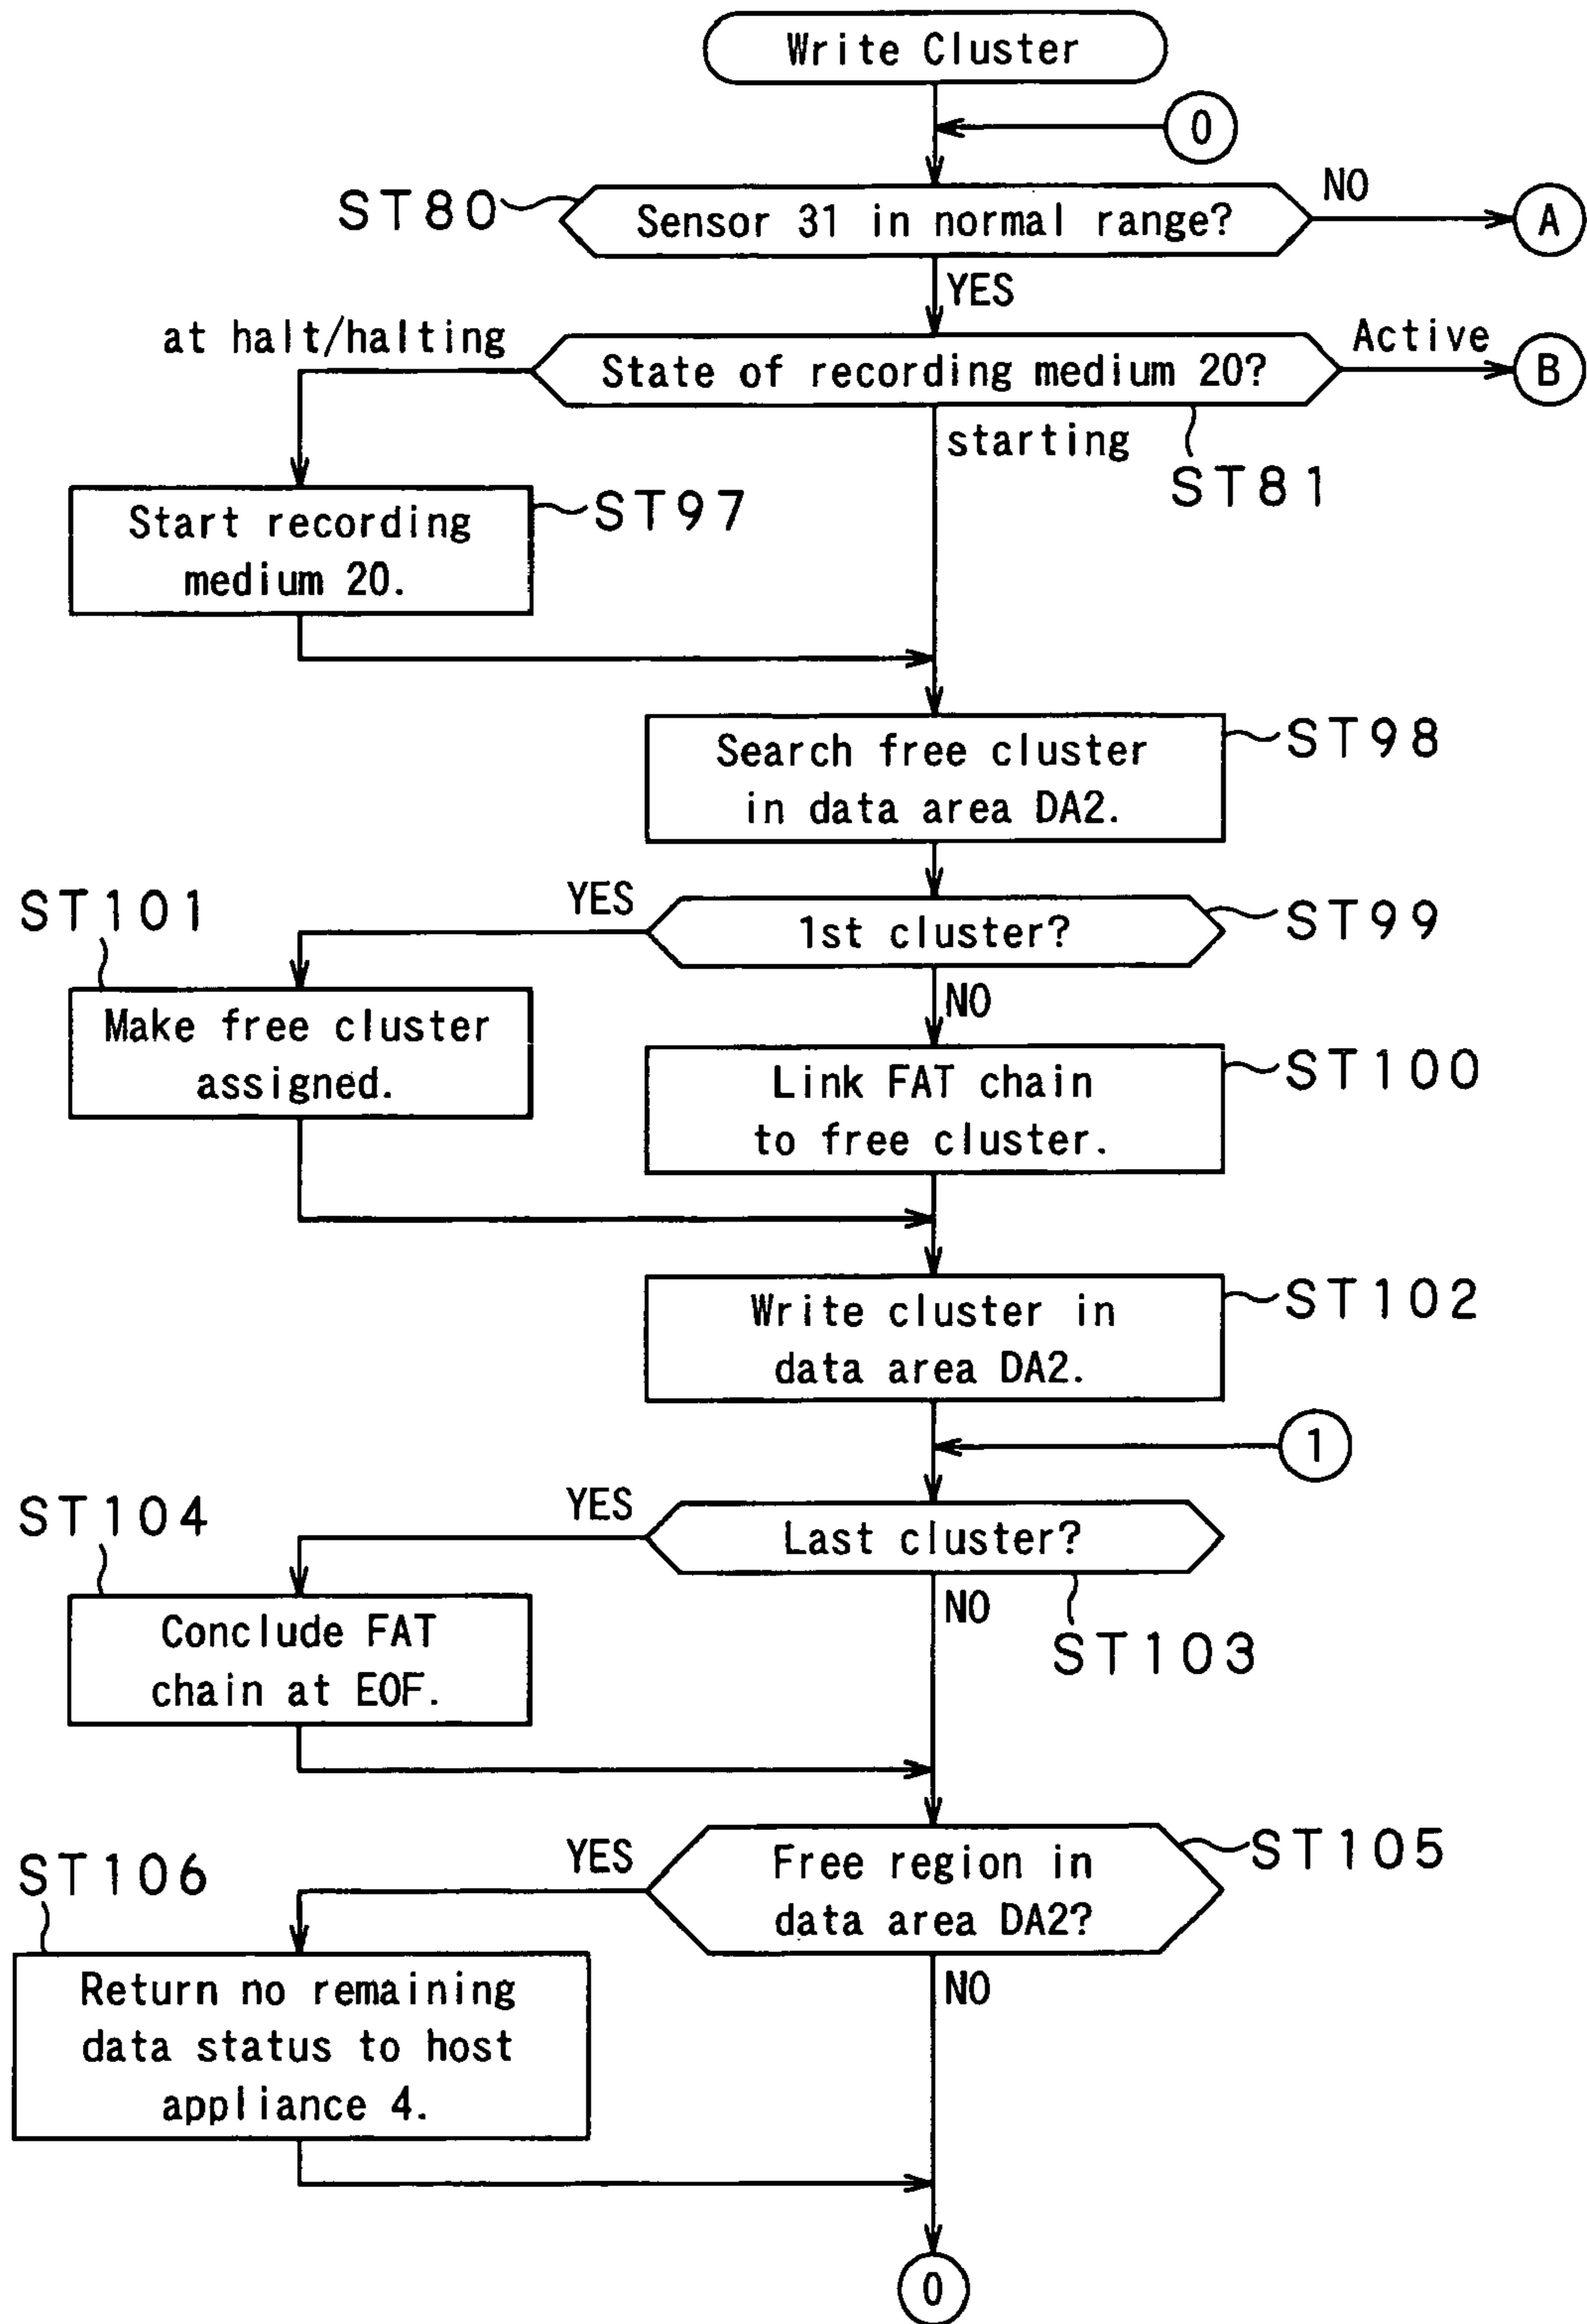 Write Cluster
0
ST80
Sensor 31 in normal range?
NO
A
YES
at halt/halting
State of recording medium 20?
Active
B
starting
ST81
Start recording
medium 20.
ST97
Search free cluster
in data area DA2.
ST98
ST101
YES
1st cluster?
ST99
NO
Make free cluster
assigned.
Link FAT chain
to free cluster.
ST100
Write cluster in
data area DA2.
ST102
1
ST104
YES
Last cluster?
NO
ST103
Conclude FAT
chain at EOF.
ST106
YES
Free region in
data area DA2?
ST105
NO
Return no remaining
data status to host
appliance 4.
0